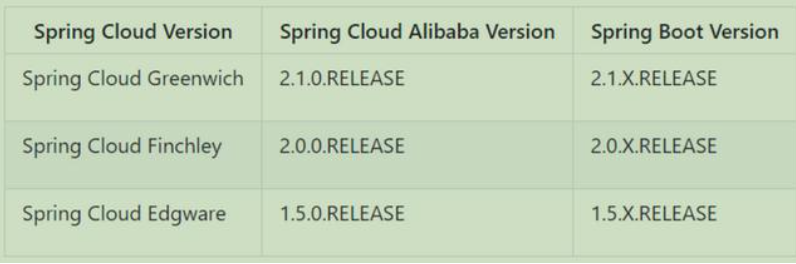 Spring Cloud Version Spring Cloud Alibaba Version Spring Boot Version
Spring Cloud Greenwich 2.1.0.RELEASE 2.1.X.RELEASE
Spring Cloud Finchley 2.0.0.RELEASE 2.0.X.RELEASE
Spring Cloud Edgware 1.5.0.RELEASE 1.5.X.RELEASE